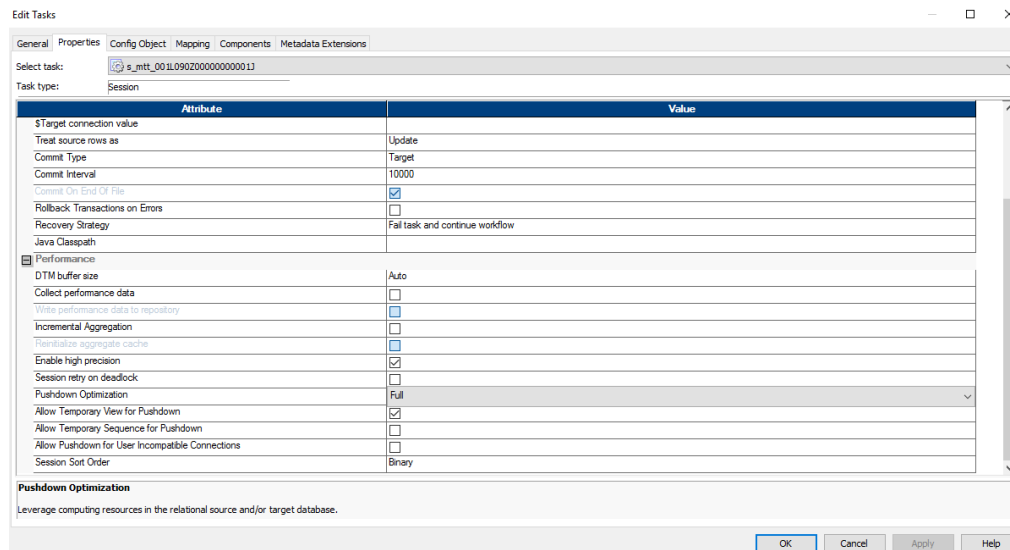 Edit Tasks
General Properties Config Object Mapping Components Metadata Extensions
Select task: s_mtt_001L090Z00000000001J
Task type: Session
Attribute Value
$Target connection value
Treat source rows as Update
Commit Type Target
Commit Interval 10000
Commit On End Of File
Rollback Transactions on Errors
Recovery Strategy Fail task and continue workflow
Java Classpath
Performance
DTM buffer size Auto
Collect performance data
Write performance data to repository
Incremental Aggregation
Reinitialize aggregate cache
Enable high precision
Session retry on deadlock
Pushdown Optimization Full
Allow Temporary View for Pushdown
Allow Temporary Sequence for Pushdown
Allow Pushdown for User Incompatible Connections
Session Sort Order Binary
Pushdown Optimization
Leverage computing resources in the relational source and/or target database.
OK Cancel Apply Help